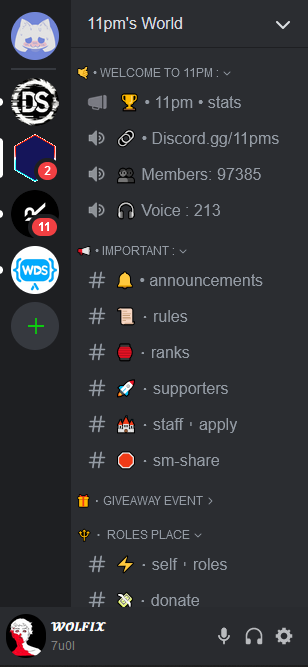 11pm's World
• WELCOME TO 11PM :
🏆 • 11pm • stats
🔗 • Discord.gg/11pms
👥 Members: 97385
🎧 Voice : 213
• IMPORTANT :
🔔 • announcements
📜 · rules
· ranks
🚀 · supporters
🏰 · staff ╵ apply
🛑 · sm-share
🎁 · GIVEAWAY EVENT
🔱 · ROLES PLACE
⚡ · self ╵ roles
💸 · donate
DS
2
11
WDS
WOLFIX
7u0l